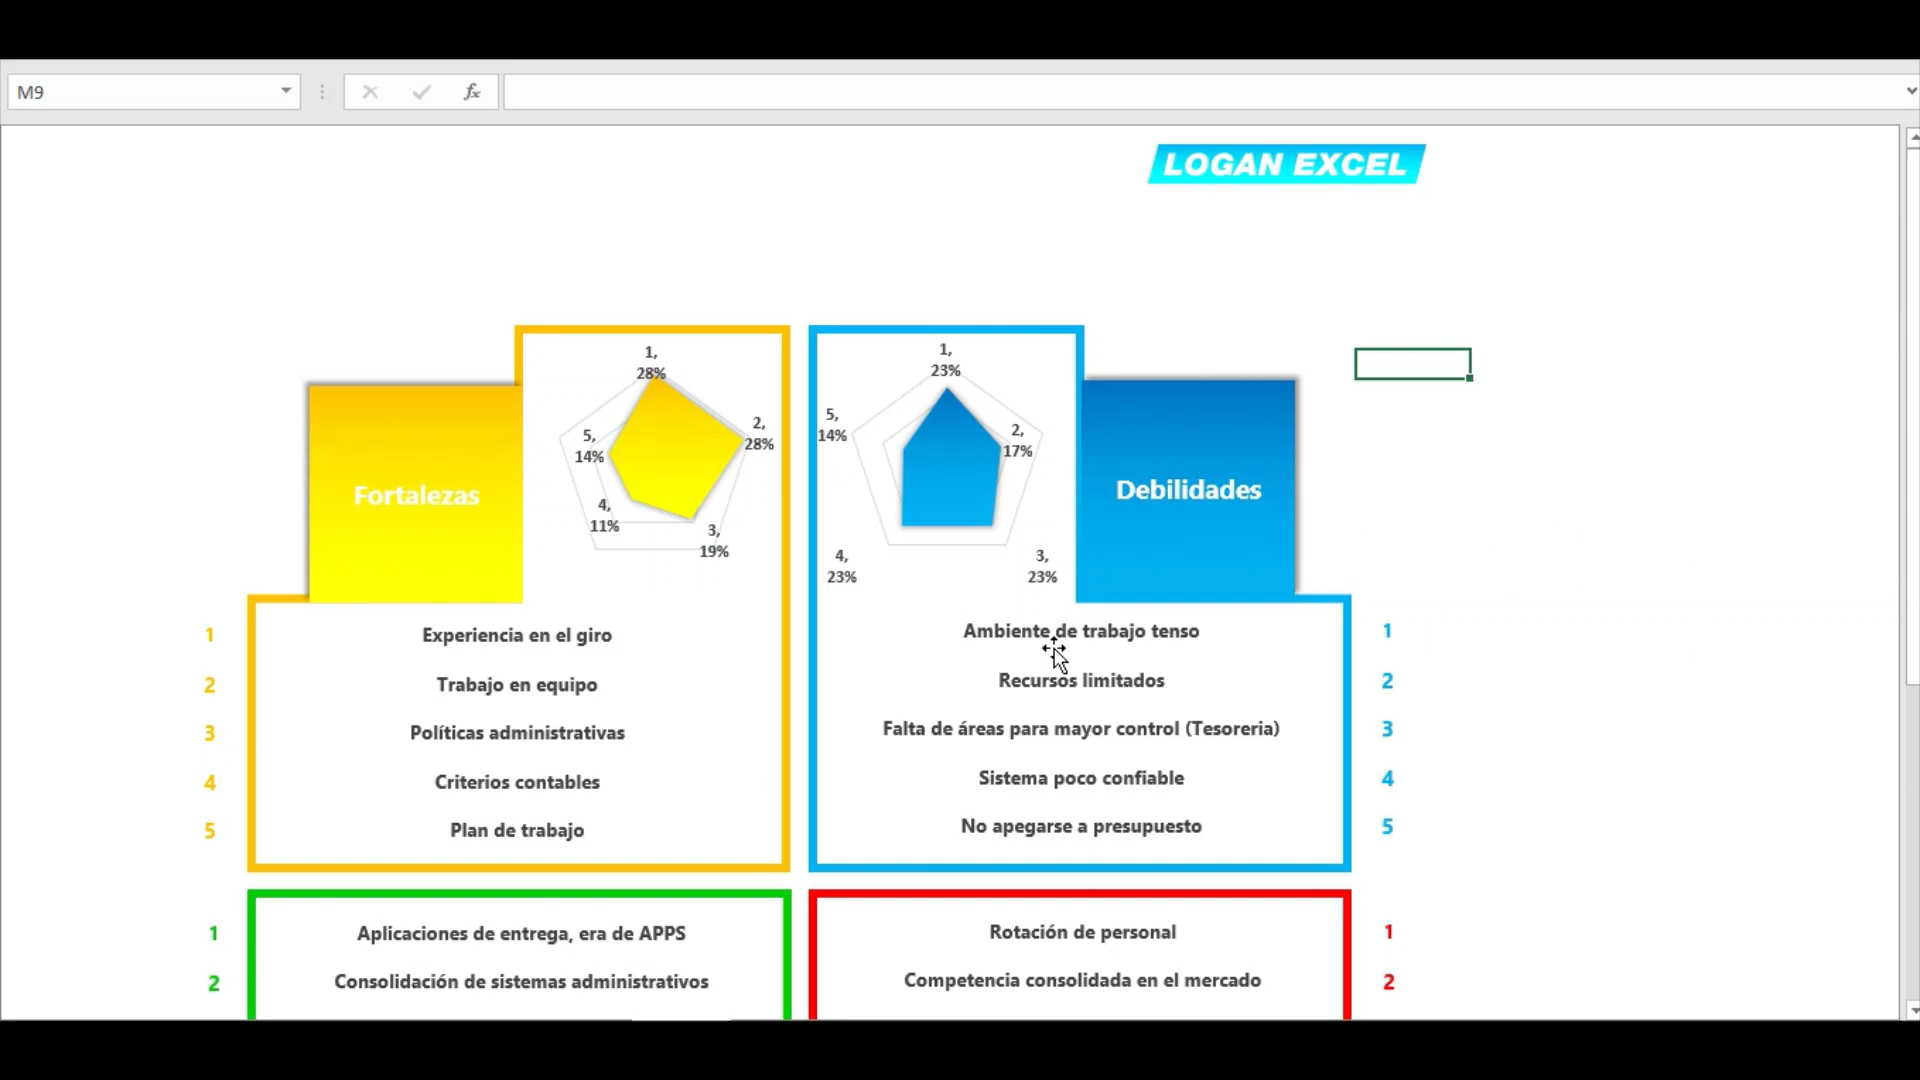 M9
fx
LOGAN EXCEL
1,
28%
2,
28%
3,
19%
4,
11%
5,
14%
Fortalezas
1,
23%
2,
17%
3,
23%
4,
23%
5,
14%
Debilidades
1 Experiencia en el giro
2 Trabajo en equipo
3 Políticas administrativas
4 Criterios contables
5 Plan de trabajo
Ambiente de trabajo tenso 1
Recursos limitados 2
Falta de áreas para mayor control (Tesoreria) 3
Sistema poco confiable 4
No apegarse a presupuesto 5
1 Aplicaciones de entrega, era de APPS
2 Consolidación de sistemas administrativos
Rotación de personal 1
Competencia consolidada en el mercado 2